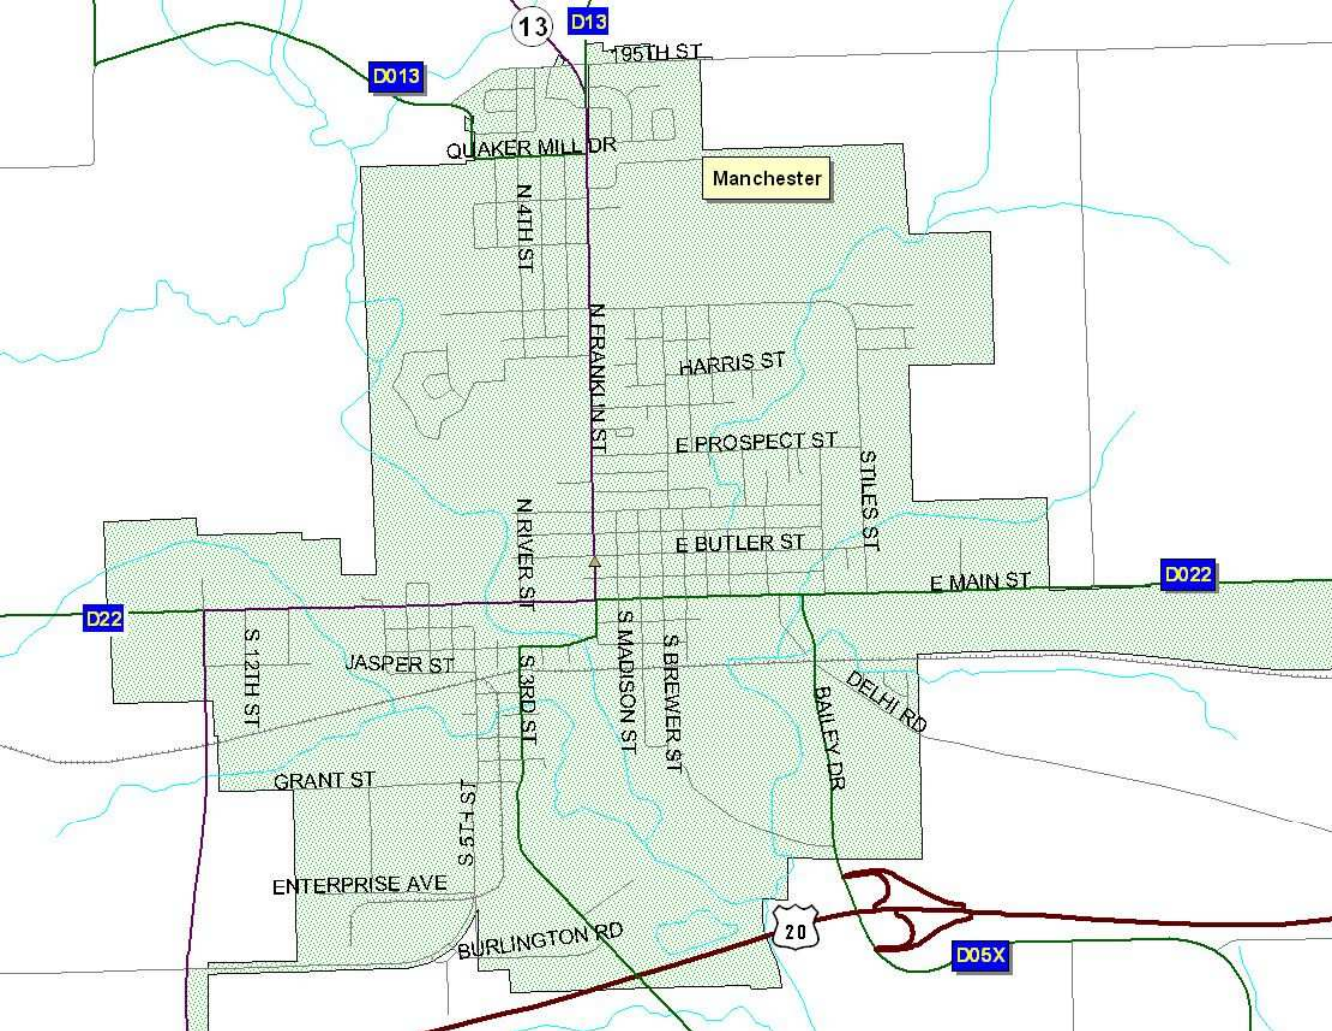 13
D13
195TH ST
D013
QUAKER MILL DR
Manchester
N 4TH ST
N FRANKLIN ST
HARRIS ST
E PROSPECT ST
S STILES ST
N RIVER ST
E BUTLER ST
E MAIN ST
D022
D22
S 12TH ST
JASPER ST
S 3RD ST
S MADISON ST
S BREWER ST
DELHI RD
BAILEY DR
GRANT ST
S 5TH ST
ENTERPRISE AVE
BURLINGTON RD
20
D05X